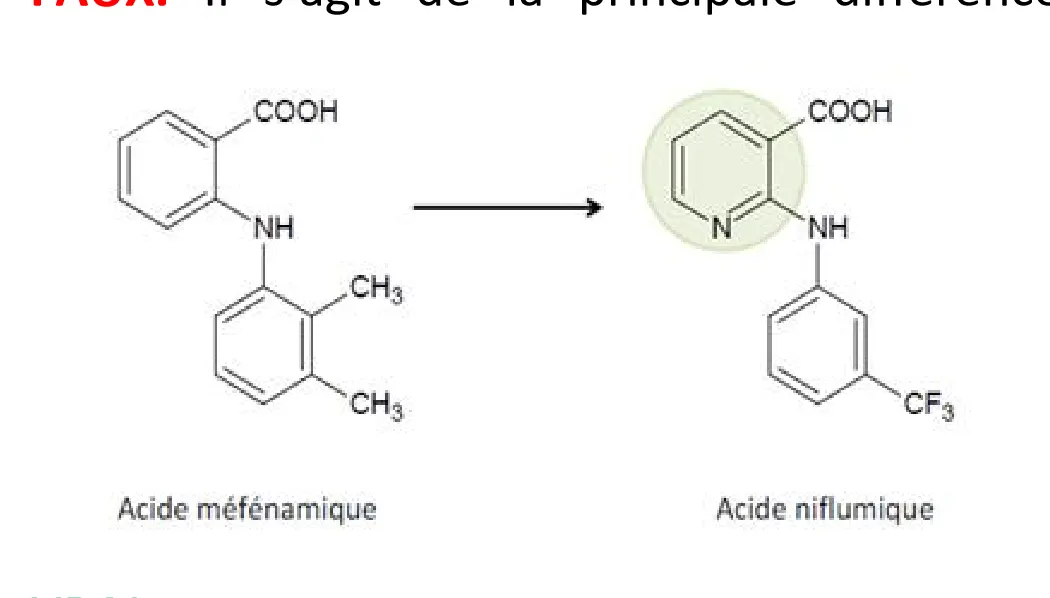 FAUX. Il s'agit de la principale différence
COOH COOH
NH N NH
CH3
CH3 CF3
Acide méfénamique Acide niflumique